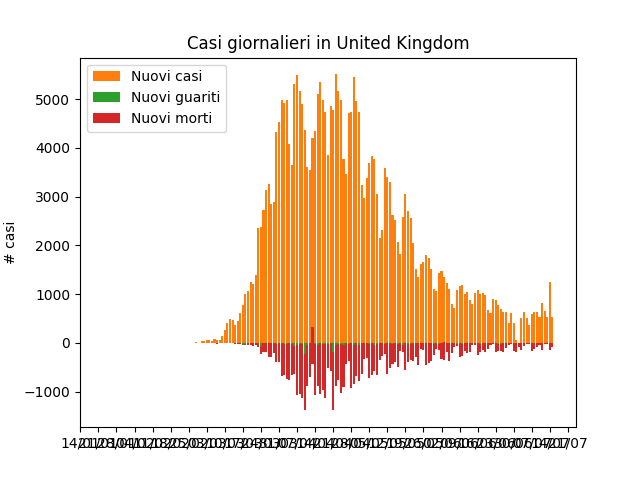 Casi giornalieri in United Kingdom
Nuovi casi
Nuovi guariti
Nuovi morti
# casi
5000
4000
3000
2000
1000
0
−1000